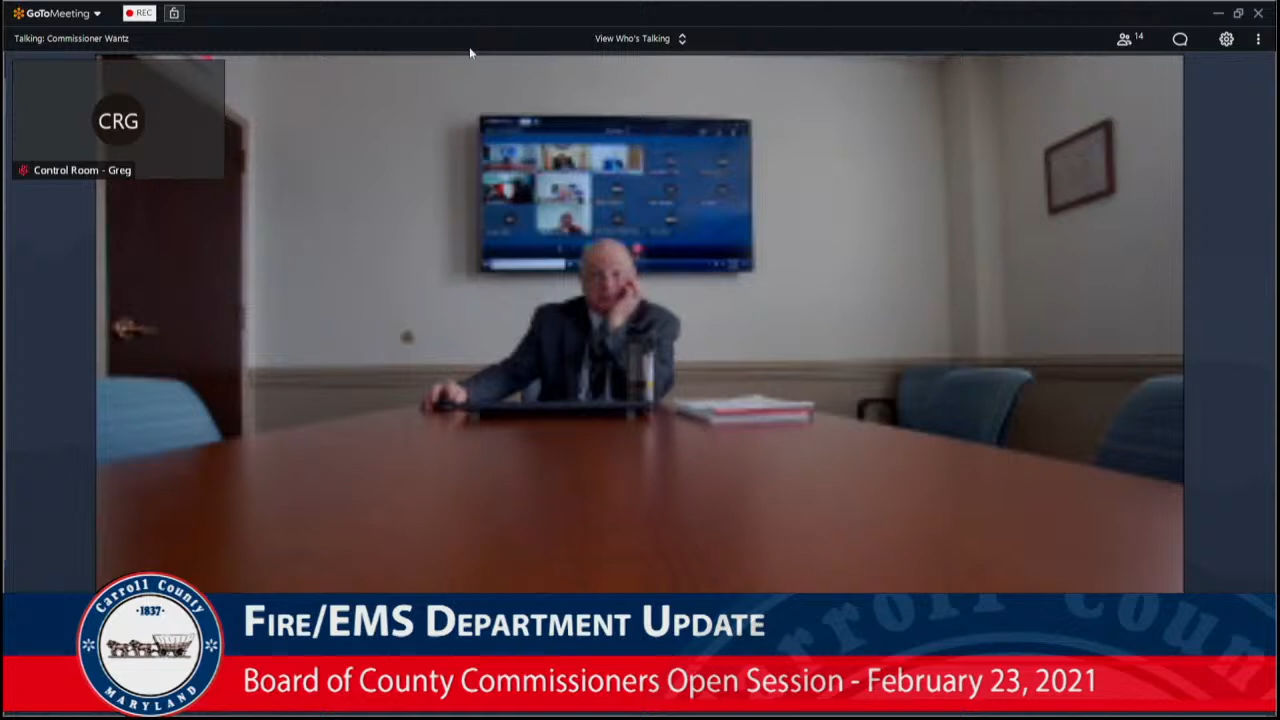 GoToMeeting
REC
Talking: Commissioner Wantz
View Who's Talking
14
CRG
Control Room - Greg
Carroll County
·1837·
MARYLAND
FIRE/EMS DEPARTMENT UPDATE
Board of County Commissioners Open Session - February 23, 2021